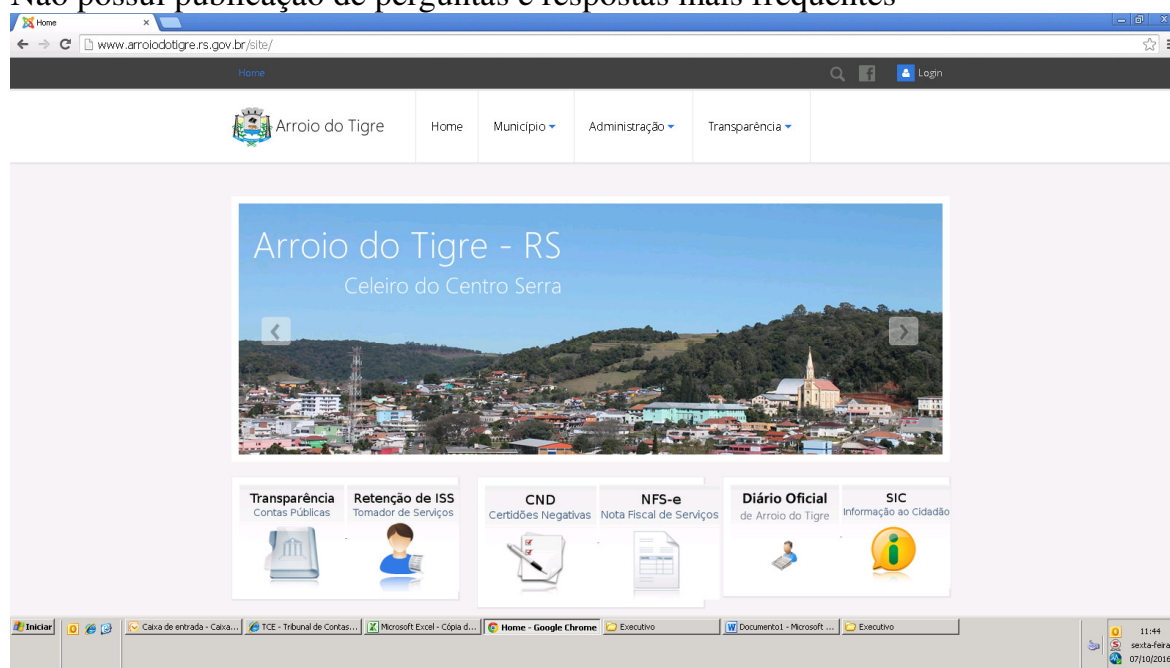 Não possui publicação de perguntas e respostas mais frequentes
Home
www.arroiodotigre.rs.gov.br/site/
Home
Login
Arroio do Tigre
Home
Município
Administração
Transparência
Arroio do Tigre - RS
Celeiro do Centro Serra
Transparência
Contas Públicas
Retenção de ISS
Tomador de Serviços
CND
Certidões Negativas
NFS-e
Nota Fiscal de Serviços
Diário Oficial
de Arroio do Tigre
SIC
Informação ao Cidadão
Iniciar
Caixa de entrada - Caixa...
TCE - Tribunal de Contas...
Microsoft Excel - Cópia d...
Home - Google Chrome
Executivo
Documento1 - Microsoft ...
Executivo
11:44
sexta-feira
07/10/2016